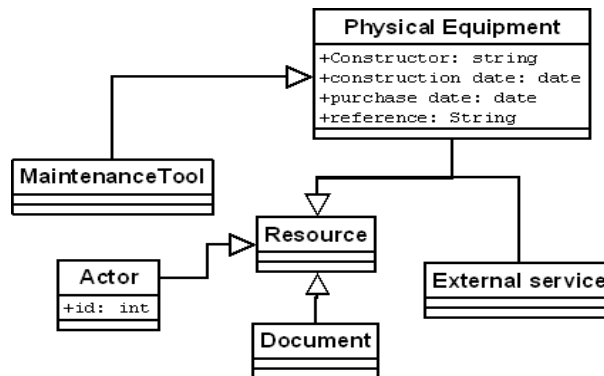 Physical Equipment
+Constructor: string
+construction date: date
+purchase date: date
+reference: String
MaintenanceTool
Resource
Actor
+id: int
External service
Document